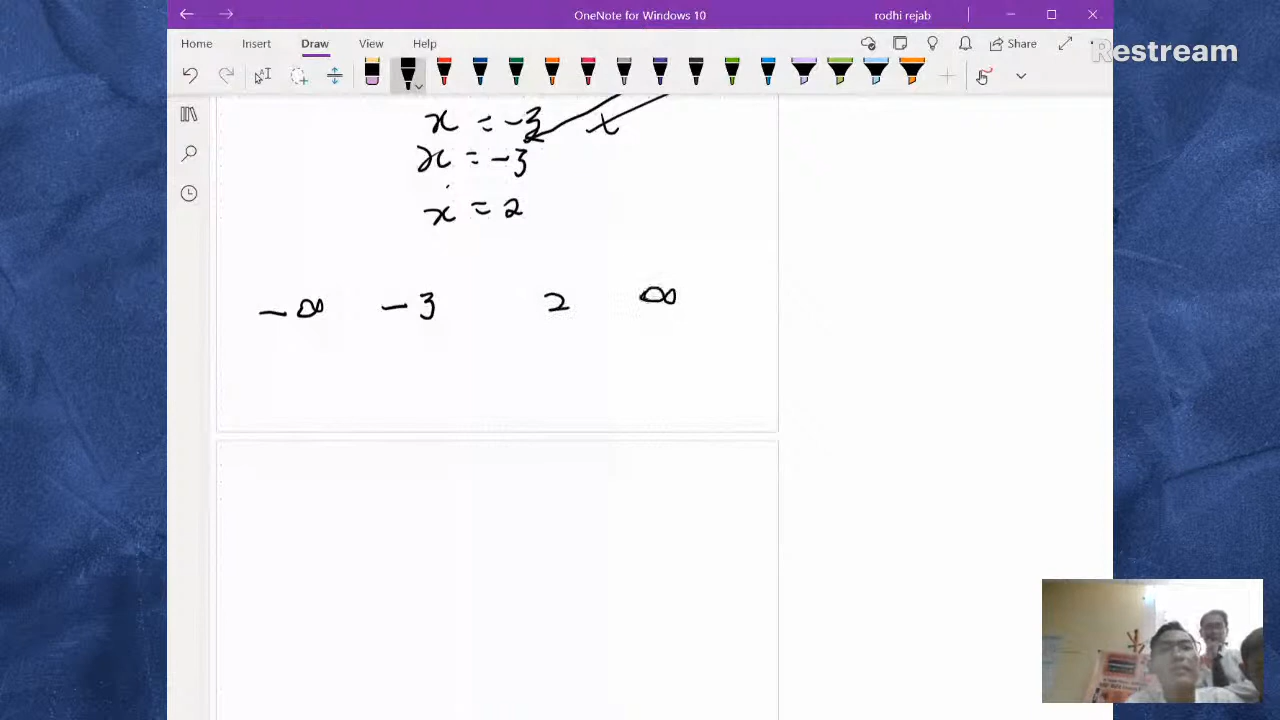 OneNote for Windows 10
rodhi rejab
Home Insert Draw View Help
Share
Restream
x = -3
x = -3
x = 2
-∞ -3 2 ∞